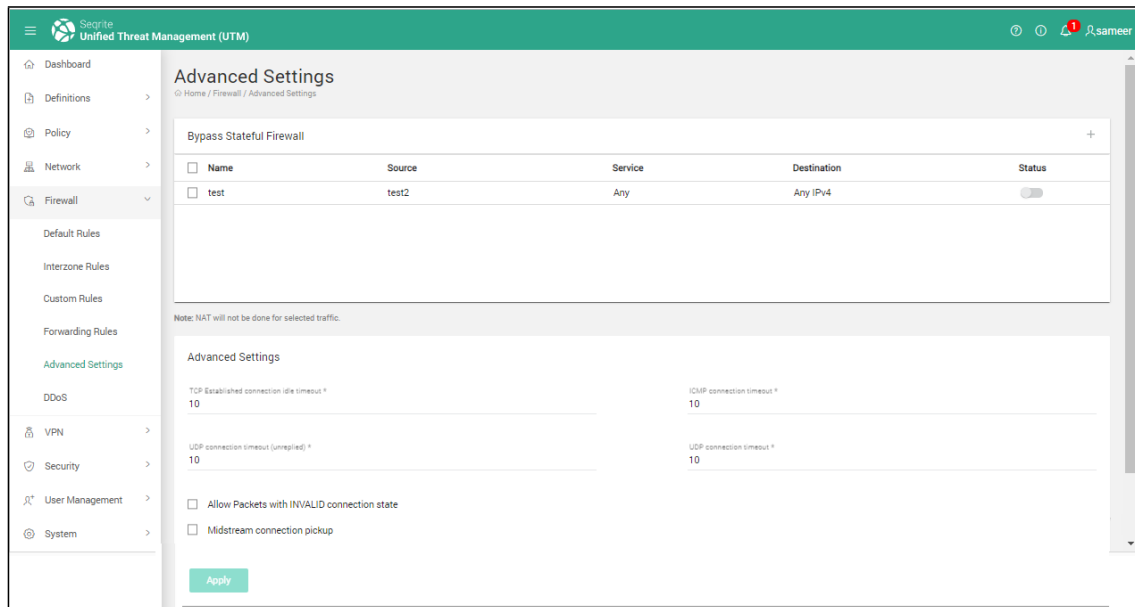 Seqrite
Unified Threat Management (UTM)
1
sameer
Dashboard
Definitions
Policy
Network
Firewall
Default Rules
Interzone Rules
Custom Rules
Forwarding Rules
Advanced Settings
DDoS
VPN
Security
User Management
System
Advanced Settings
Home / Firewall / Advanced Settings
Bypass Stateful Firewall
Name Source Service Destination Status
test test2 Any Any IPv4
Note: NAT will not be done for selected traffic.
Advanced Settings
TCP Established connection idle timeout * ICMP connection timeout *
10 10
UDP connection timeout (unreplied) * UDP connection timeout *
10 10
Allow Packets with INVALID connection state
Midstream connection pickup
Apply